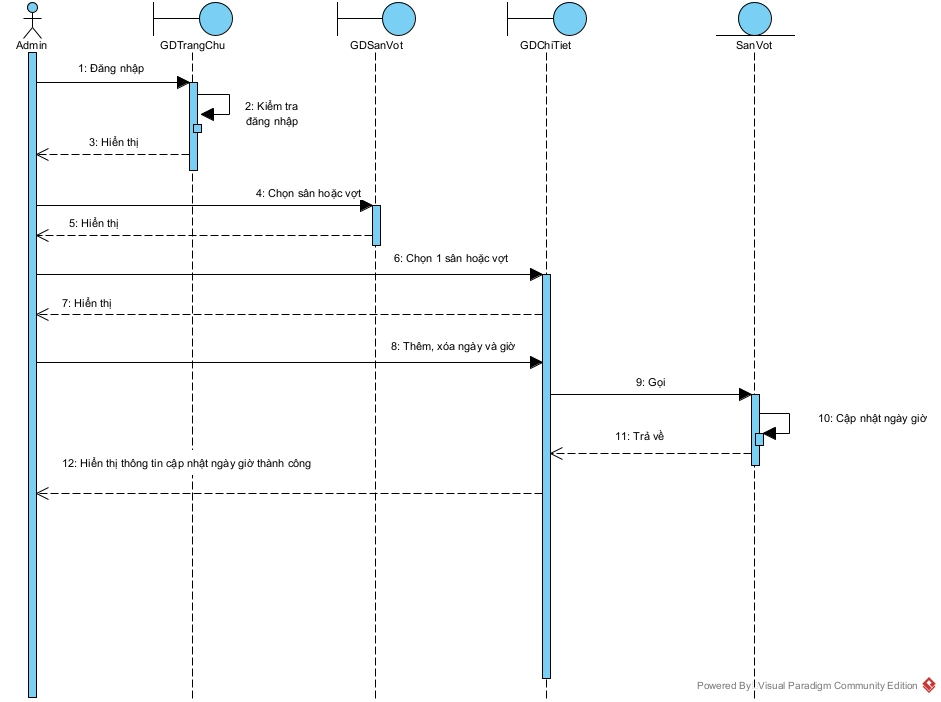 Admin
GDTrangChu
GDSanVot
GDChiTiet
SanVot
1: Đăng nhập
2: Kiểm tra
đăng nhập
3: Hiển thị
4: Chọn sân hoặc vợt
5: Hiển thị
6: Chọn 1 sân hoặc vợt
7: Hiển thị
8: Thêm, xóa ngày và giờ
9: Gọi
10: Cập nhật ngày giờ
11: Trả về
12: Hiển thị thông tin cập nhật ngày giờ thành công
Powered By Visual Paradigm Community Edition